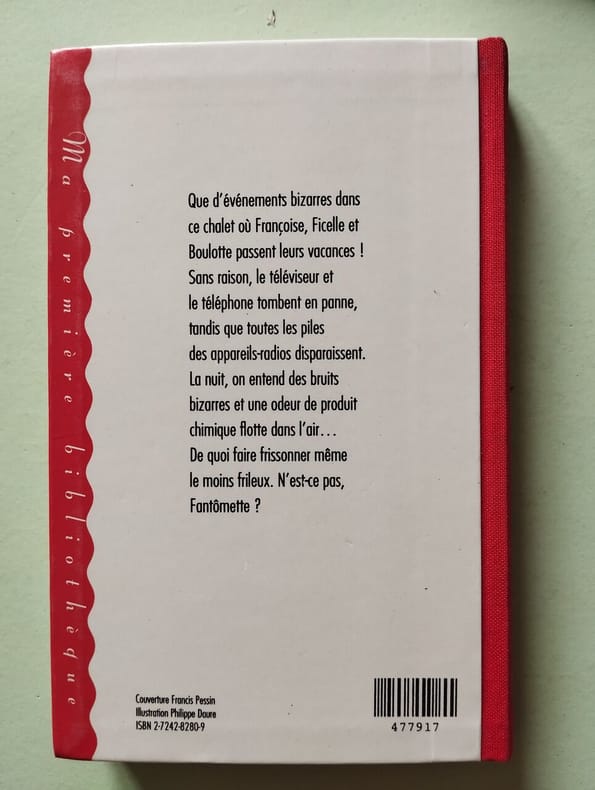 Ma première bibliothèque
Que d'événements bizarres dans
ce chalet où Françoise, Ficelle et
Boulotte passent leurs vacances !
Sans raison, le téléviseur et
le téléphone tombent en panne,
tandis que toutes les piles
des appareils-radios disparaissent.
La nuit, on entend des bruits
bizarres et une odeur de produit
chimique flotte dans l'air...
De quoi faire frissonner même
le moins frileux. N'est-ce pas,
Fantômette ?
Couverture Francis Pessin
Illustration Philippe Daure
ISBN 2-7242-8280-9
477917